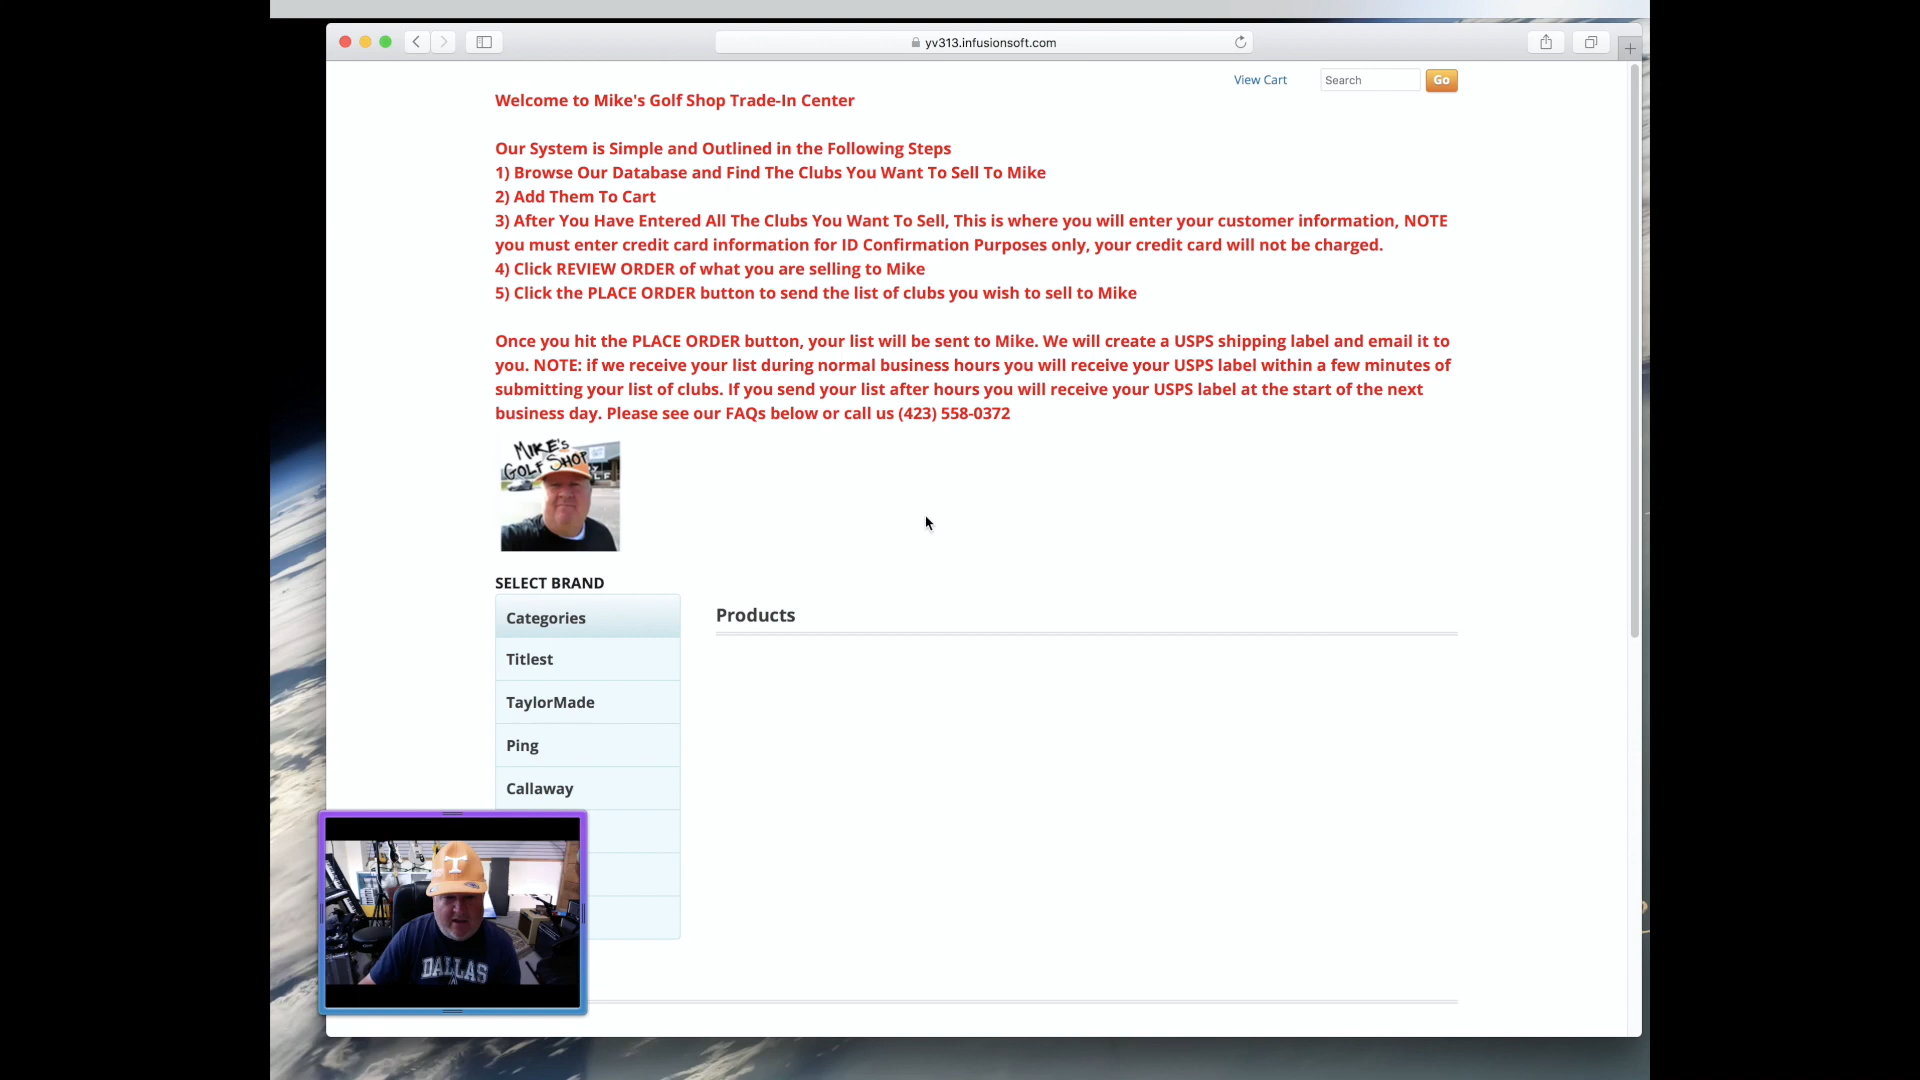 yv313.infusionsoft.com
View Cart
Search
Go
Welcome to Mike's Golf Shop Trade-In Center
Our System is Simple and Outlined in the Following Steps
1) Browse Our Database and Find The Clubs You Want To Sell To Mike
2) Add Them To Cart
3) After You Have Entered All The Clubs You Want To Sell, This is where you will enter your customer information, NOTE
you must enter credit card information for ID Confirmation Purposes only, your credit card will not be charged.
4) Click REVIEW ORDER of what you are selling to Mike
5) Click the PLACE ORDER button to send the list of clubs you wish to sell to Mike
Once you hit the PLACE ORDER button, your list will be sent to Mike. We will create a USPS shipping label and email it to
you. NOTE: if we receive your list during normal business hours you will receive your USPS label within a few minutes of
submitting your list of clubs. If you send your list after hours you will receive your USPS label at the start of the next
business day. Please see our FAQs below or call us (423) 558-0372
MIKE'S
GOLF SHOP
SELECT BRAND
Categories
Products
Titlest
TaylorMade
Ping
Callaway
T
DALLAS